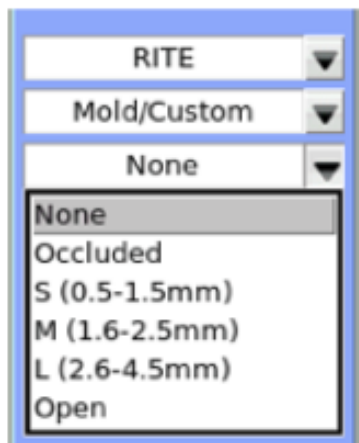 RITE
Mold/Custom
None
None
Occluded
S (0.5-1.5mm)
M (1.6-2.5mm)
L (2.6-4.5mm)
Open